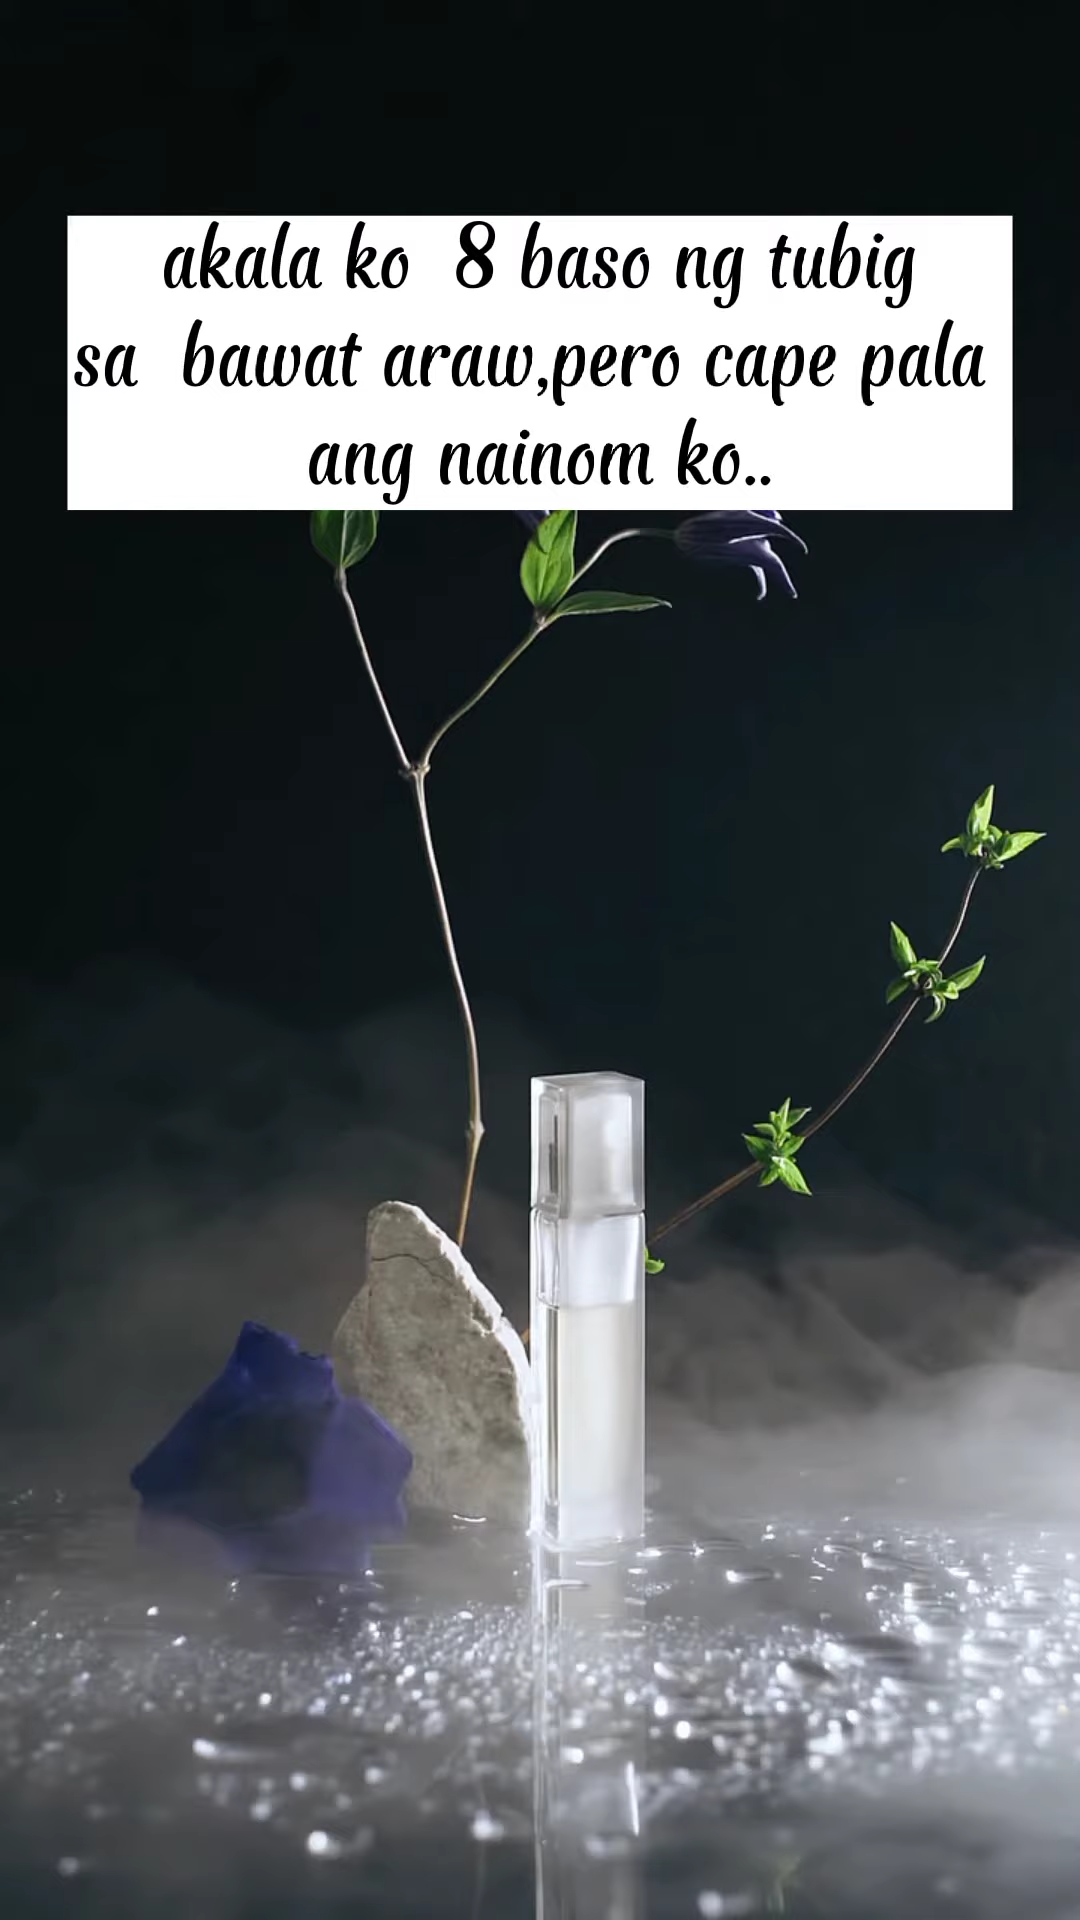 akala ko 8 baso ng tubig
sa bawat araw,pero cape pala
ang nainom ko..